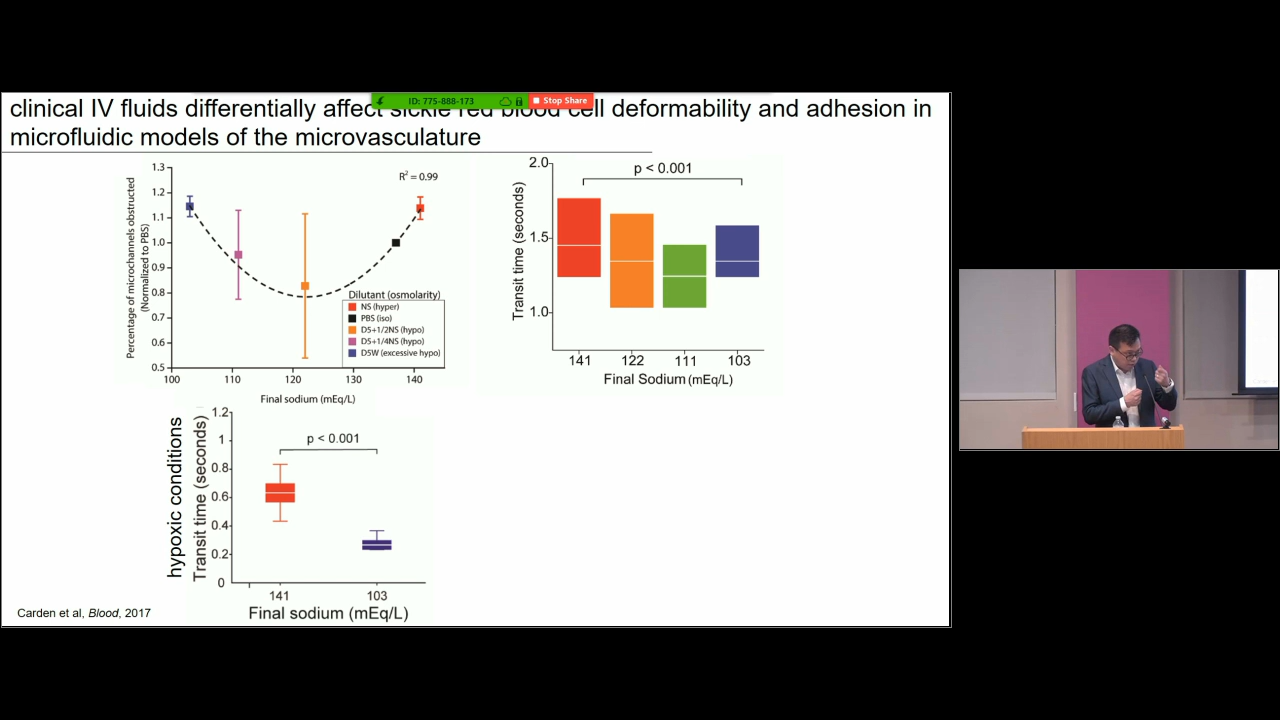 clinical IV fluids differentially affect sickle red blood cell deformability and adhesion in
microfluidic models of the microvasculature
ID: 775-888-173
Stop Share
Percentage of microchannels obstructed
(Normalized to PBS)
1.3
1.2
1.1
1.0
0.9
0.8
0.7
0.6
0.5
R² = 0.99
Dilutant (osmolarity)
NS (hyper)
PBS (iso)
D5+1/2NS (hypo)
D5+1/4NS (hypo)
D5W (excessive hypo)
100 110 120 130 140
Final sodium (mEq/L)
Transit time (seconds)
2.0
1.5
1.0
p < 0.001
141 122 111 103
Final Sodium (mEq/L)
hypoxic conditions
Transit time (seconds)
1.2
1
0.8
0.6
0.4
0.2
0
p < 0.001
141 103
Final sodium (mEq/L)
Carden et al, Blood, 2017